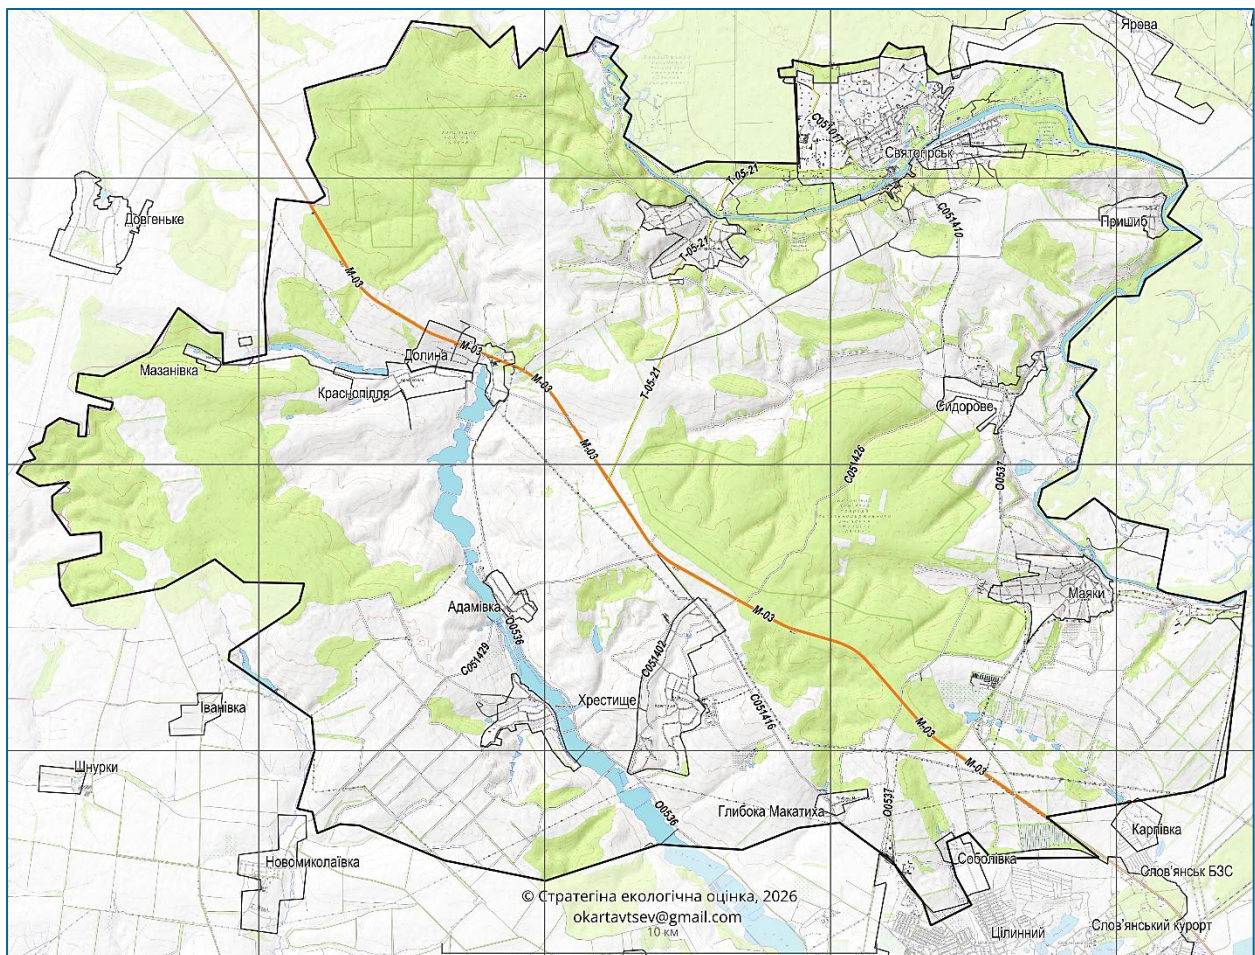 Ярова
С051017
Святогірськ
Т-05-21
Довгеньке
С051410
Пришиб
Т-05-21
М-03
Долина
М-03
Мазанівка
М-03
Краснопілля
Т-05-21
Сидорове
М-03
С051426
О0537
Маяки
Адамівка
М-03
О0536
С051402
С051429
Хрестище
Іванівка
С051416
М-03
М-03
Шнурки
О0537
О0536
Глибока Макатиха
Карпівка
Новомиколаївка
Соболівка
Слов'янськ БЗС
© Стратегіна екологічна оцінка, 2026
okartavtsev@gmail.com
Слов'янський курорт
10 км
Цілинний